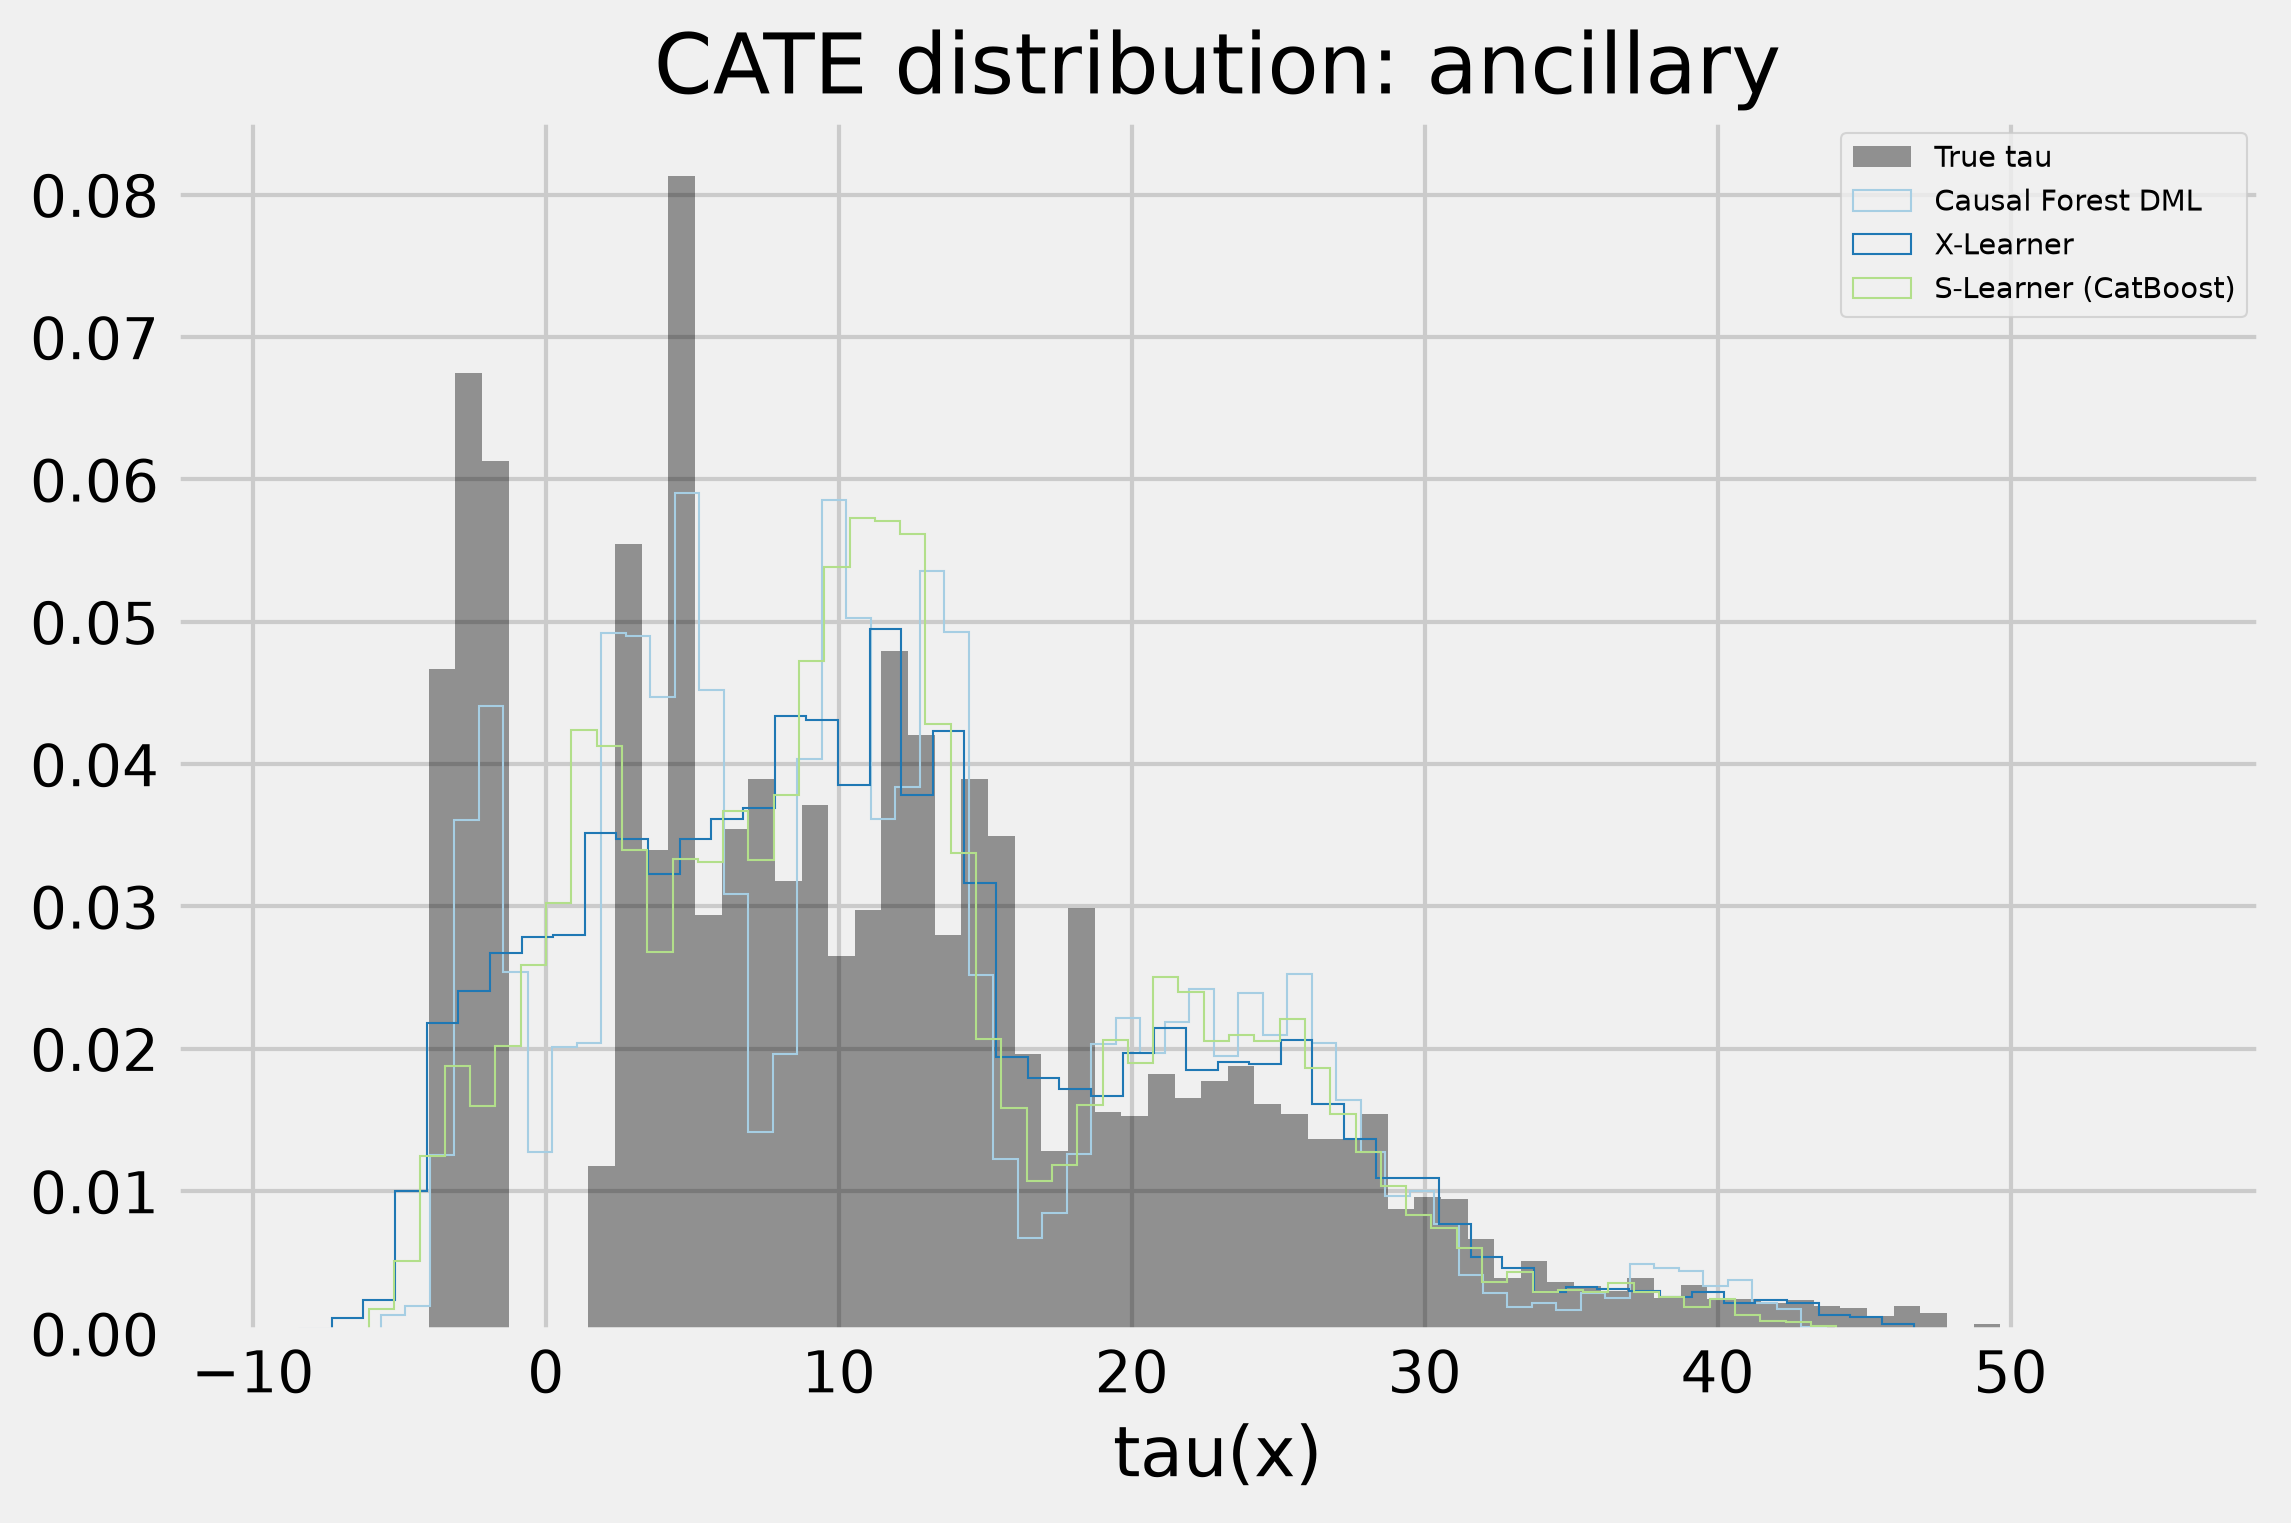 CATE distribution: ancillary
True tau
Causal Forest DML
X-Learner
S-Learner (CatBoost)
0.08
0.07
0.06
0.05
0.04
0.03
0.02
0.01
0.00
−10 0 10 20 30 40 50
tau(x)